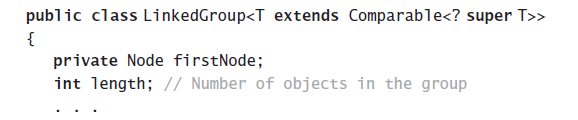 public class LinkedGroup<T extends Comparable<? super T>>
{
private Node firstNode;
int length; // Number of objects in the group
. . .